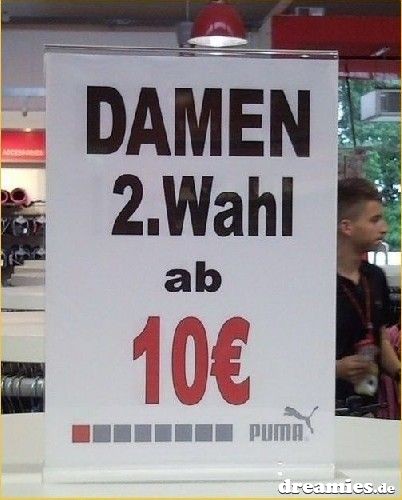 DAMEN
2.Wahl
ab
10€
PUMA
dreamies.de